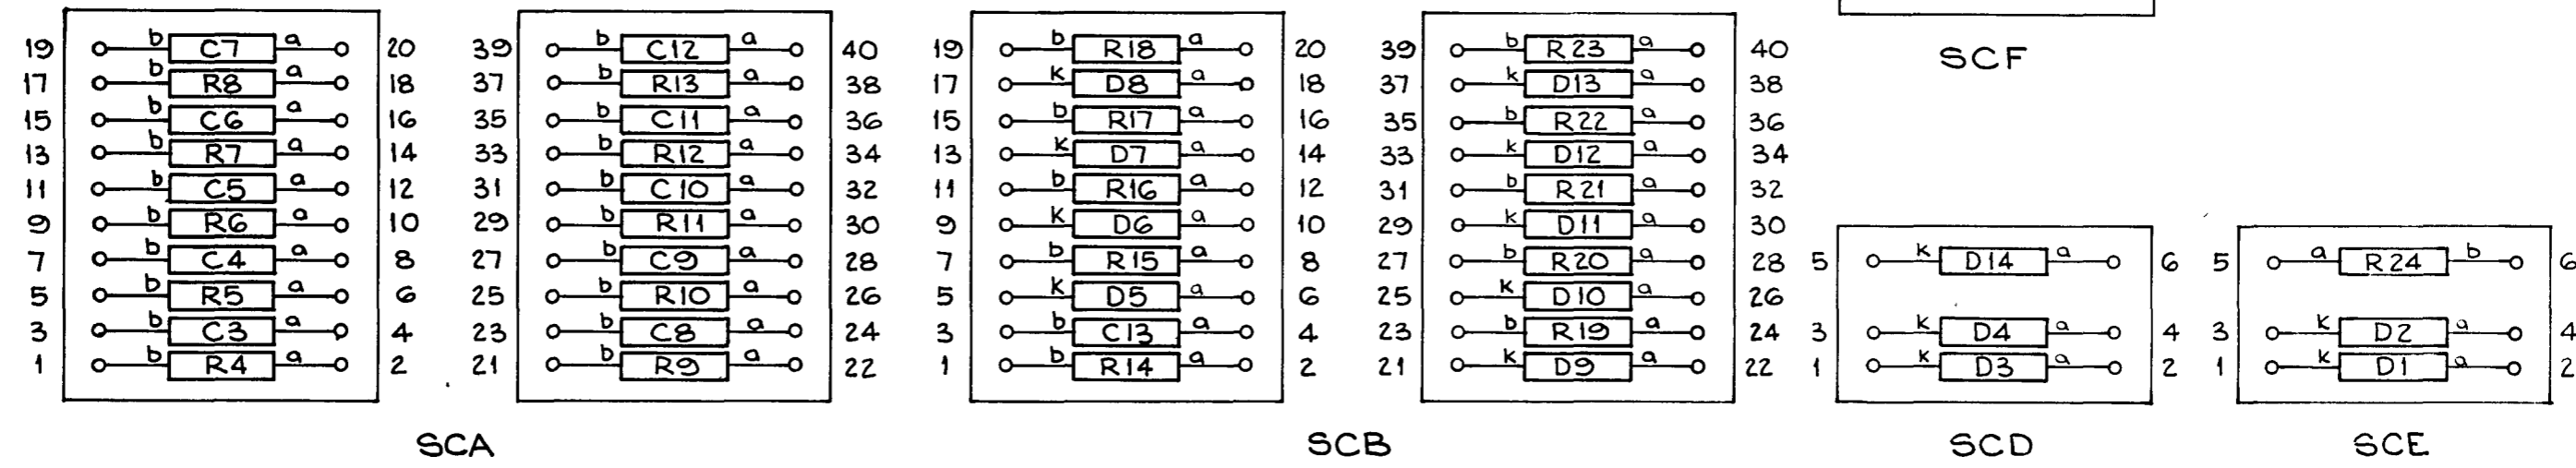 SCF
19 b C7 a 20
17 b R8 a 18
15 b C6 a 16
13 b R7 a 14
11 b C5 a 12
9 b R6 a 10
7 b C4 a 8
5 b R5 a 6
3 b C3 a 4
1 b R4 a 2
39 b C12 a 40
37 b R13 a 38
35 b C11 a 36
33 b R12 a 34
31 b C10 a 32
29 b R11 a 30
27 b C9 a 28
25 b R10 a 26
23 b C8 a 24
21 b R9 a 22
SCA
19 b R18 a 20
17 k D8 a 18
15 b R17 a 16
13 k D7 a 14
11 b R16 a 12
9 k D6 a 10
7 b R15 a 8
5 k D5 a 6
3 b C13 a 4
1 b R14 a 2
39 b R23 a 40
37 k D13 a 38
35 b R22 a 36
33 k D12 a 34
31 b R21 a 32
29 k D11 a 30
27 b R20 a 28
25 k D10 a 26
23 b R19 a 24
21 k D9 a 22
SCB
5 k D14 a 6
3 k D4 a 4
1 k D3 a 2
SCD
5 a R24 b 6
3 k D2 a 4
1 k D1 a 2
SCE